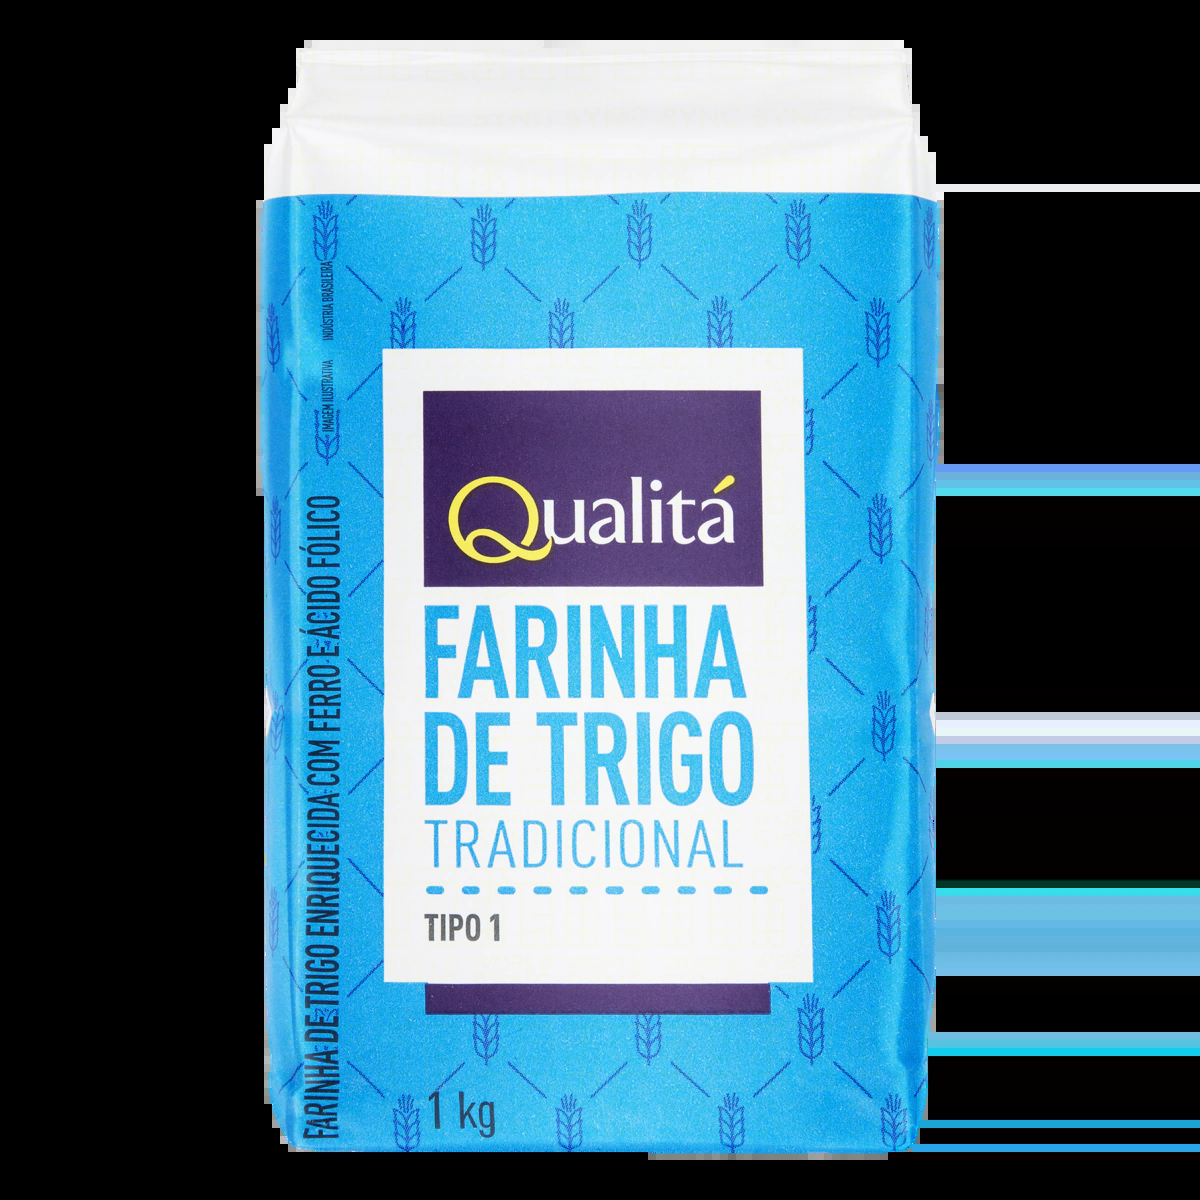 Qualitá
FARINHA
DE TRIGO
TRADICIONAL
TIPO 1
1 kg
FARINHA DE TRIGO ENRIQUECIDA COM FERRO E ÁCIDO FÓLICO
IMAGEM ILUSTRATIVA
INDÚSTRIA BRASILEIRA